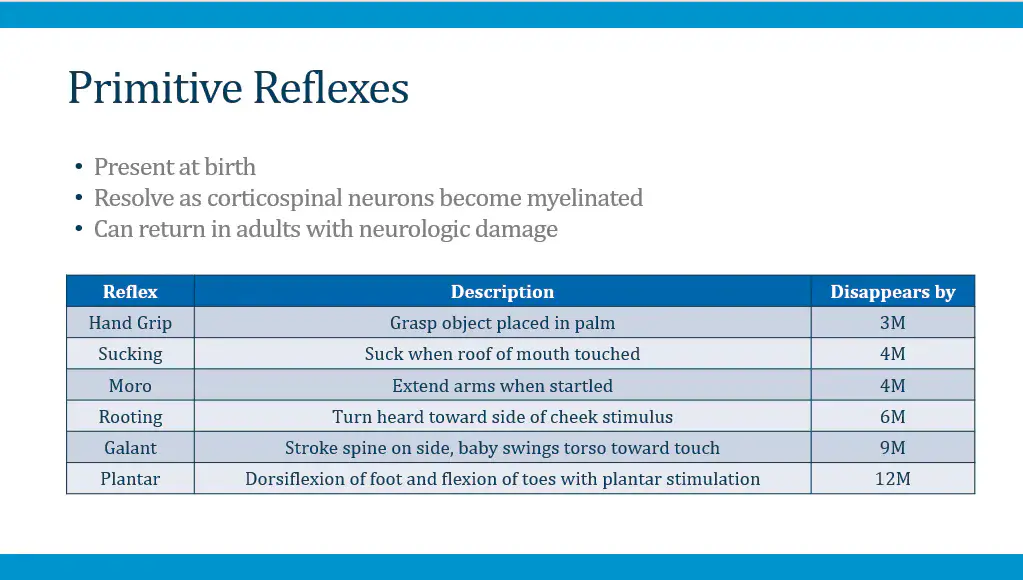 Primitive Reflexes
• Present at birth
• Resolve as corticospinal neurons become myelinated
• Can return in adults with neurologic damage
Reflex Description Disappears by
Hand Grip Grasp object placed in palm 3M
Sucking Suck when roof of mouth touched 4M
Moro Extend arms when startled 4M
Rooting Turn heard toward side of cheek stimulus 6M
Galant Stroke spine on side, baby swings torso toward touch 9M
Plantar Dorsiflexion of foot and flexion of toes with plantar stimulation 12M